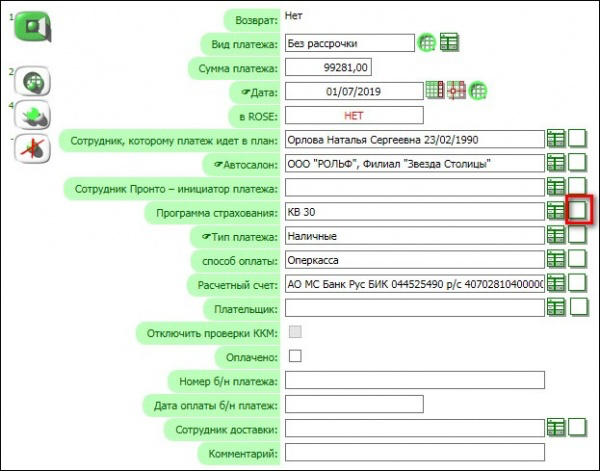 1
Возврат: Нет
Вид платежа: Без рассрочки
Сумма платежа: 99281,00
2
Дата: 01/07/2019
4
в ROSE: НЕТ
-
Сотрудник, которому платеж идет в план: Орлова Наталья Сергеевна 23/02/1990
Автосалон: ООО "РОЛЬФ", Филиал "Звезда Столицы"
Сотрудник Пронто – инициатор платежа:
Программа страхования: КВ 30
Тип платежа: Наличные
способ оплаты: Оперкасса
Расчетный счет: АО МС Банк Рус БИК 044525490 р/с 40702810400000
Плательщик:
Отключить проверки ККМ:
Оплачено:
Номер б/н платежа:
Дата оплаты б/н платеж:
Сотрудник доставки:
Комментарий: